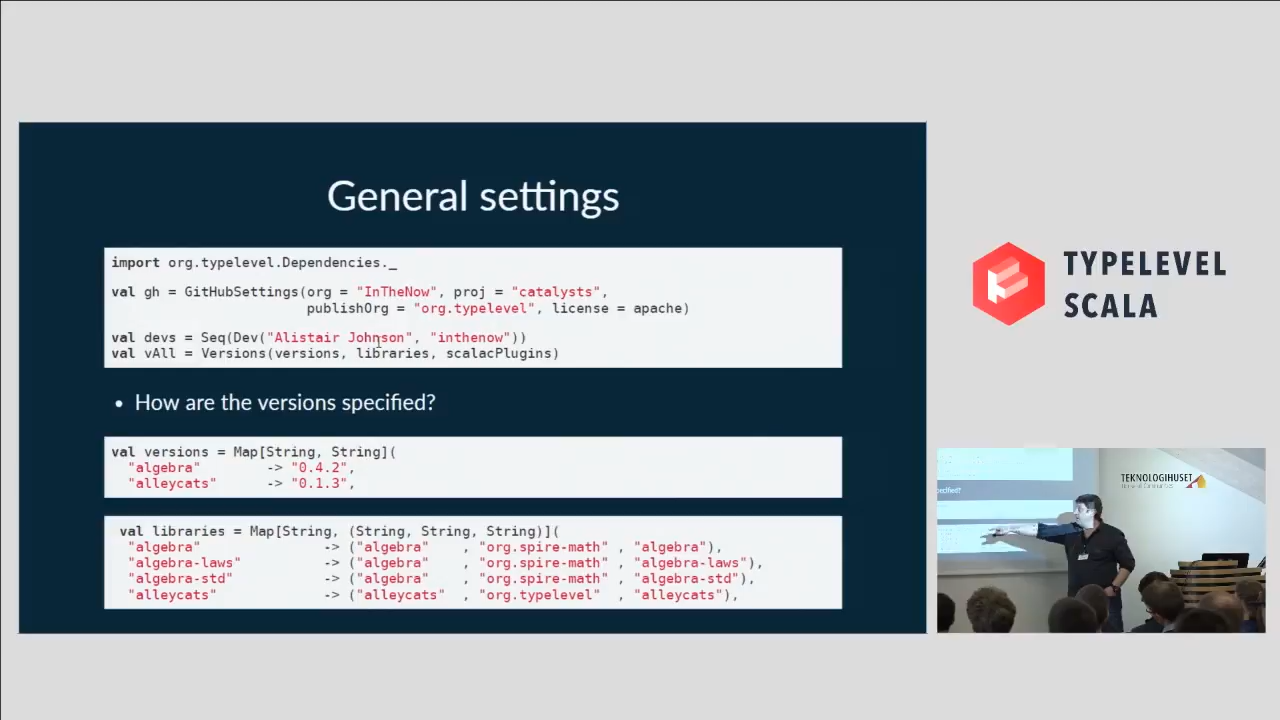 General settings
import org.typelevel.Dependencies._
val gh = GitHubSettings(org = "InTheNow", proj = "catalysts",
publishOrg = "org.typelevel", license = apache)
val devs = Seq(Dev("Alistair Johnson", "inthenow"))
val vAll = Versions(versions, libraries, scalacPlugins)
• How are the versions specified?
val versions = Map[String, String](
"algebra" -> "0.4.2",
"alleycats" -> "0.1.3",
val libraries = Map[String, (String, String, String)](
"algebra" -> ("algebra" , "org.spire-math" , "algebra"),
"algebra-laws" -> ("algebra" , "org.spire-math" , "algebra-laws"),
"algebra-std" -> ("algebra" , "org.spire-math" , "algebra-std"),
"alleycats" -> ("alleycats" , "org.typelevel" , "alleycats"),
TYPELEVEL
SCALA
TEKNOLOGIHUSET